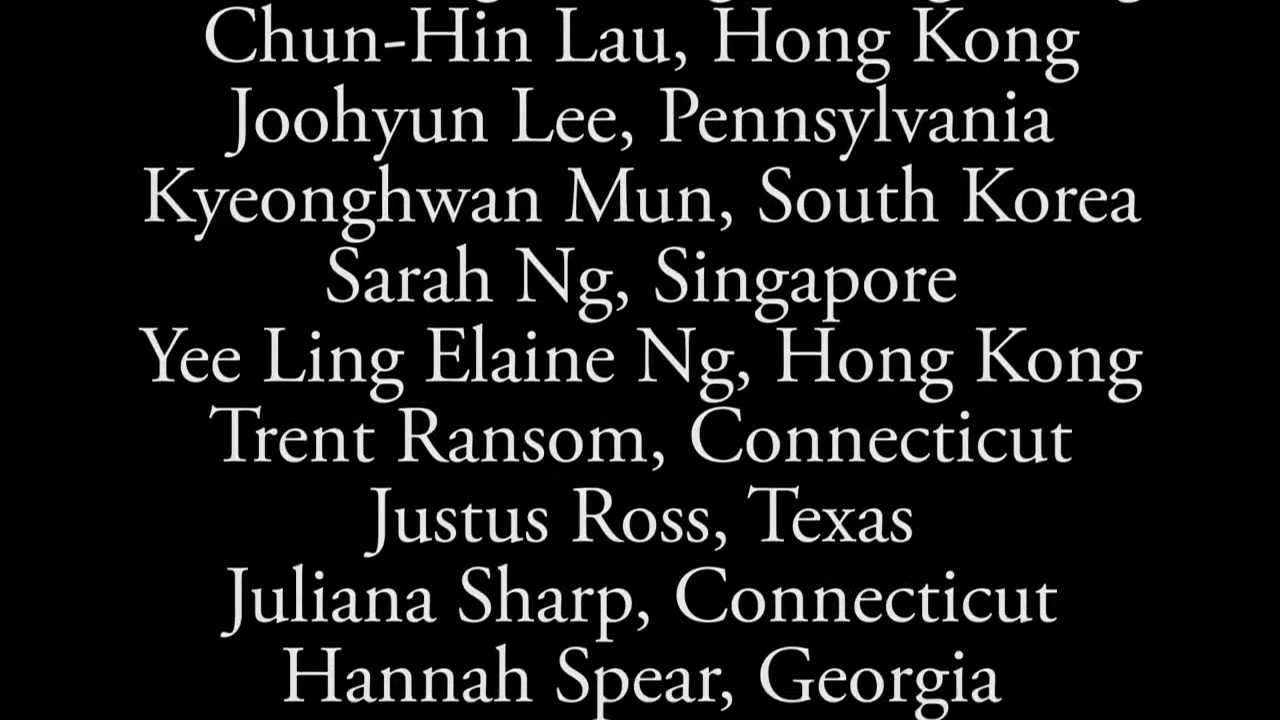 Chun-Hin Lau, Hong Kong
Joohyun Lee, Pennsylvania
Kyeonghwan Mun, South Korea
Sarah Ng, Singapore
Yee Ling Elaine Ng, Hong Kong
Trent Ransom, Connecticut
Justus Ross, Texas
Juliana Sharp, Connecticut
Hannah Spear, Georgia